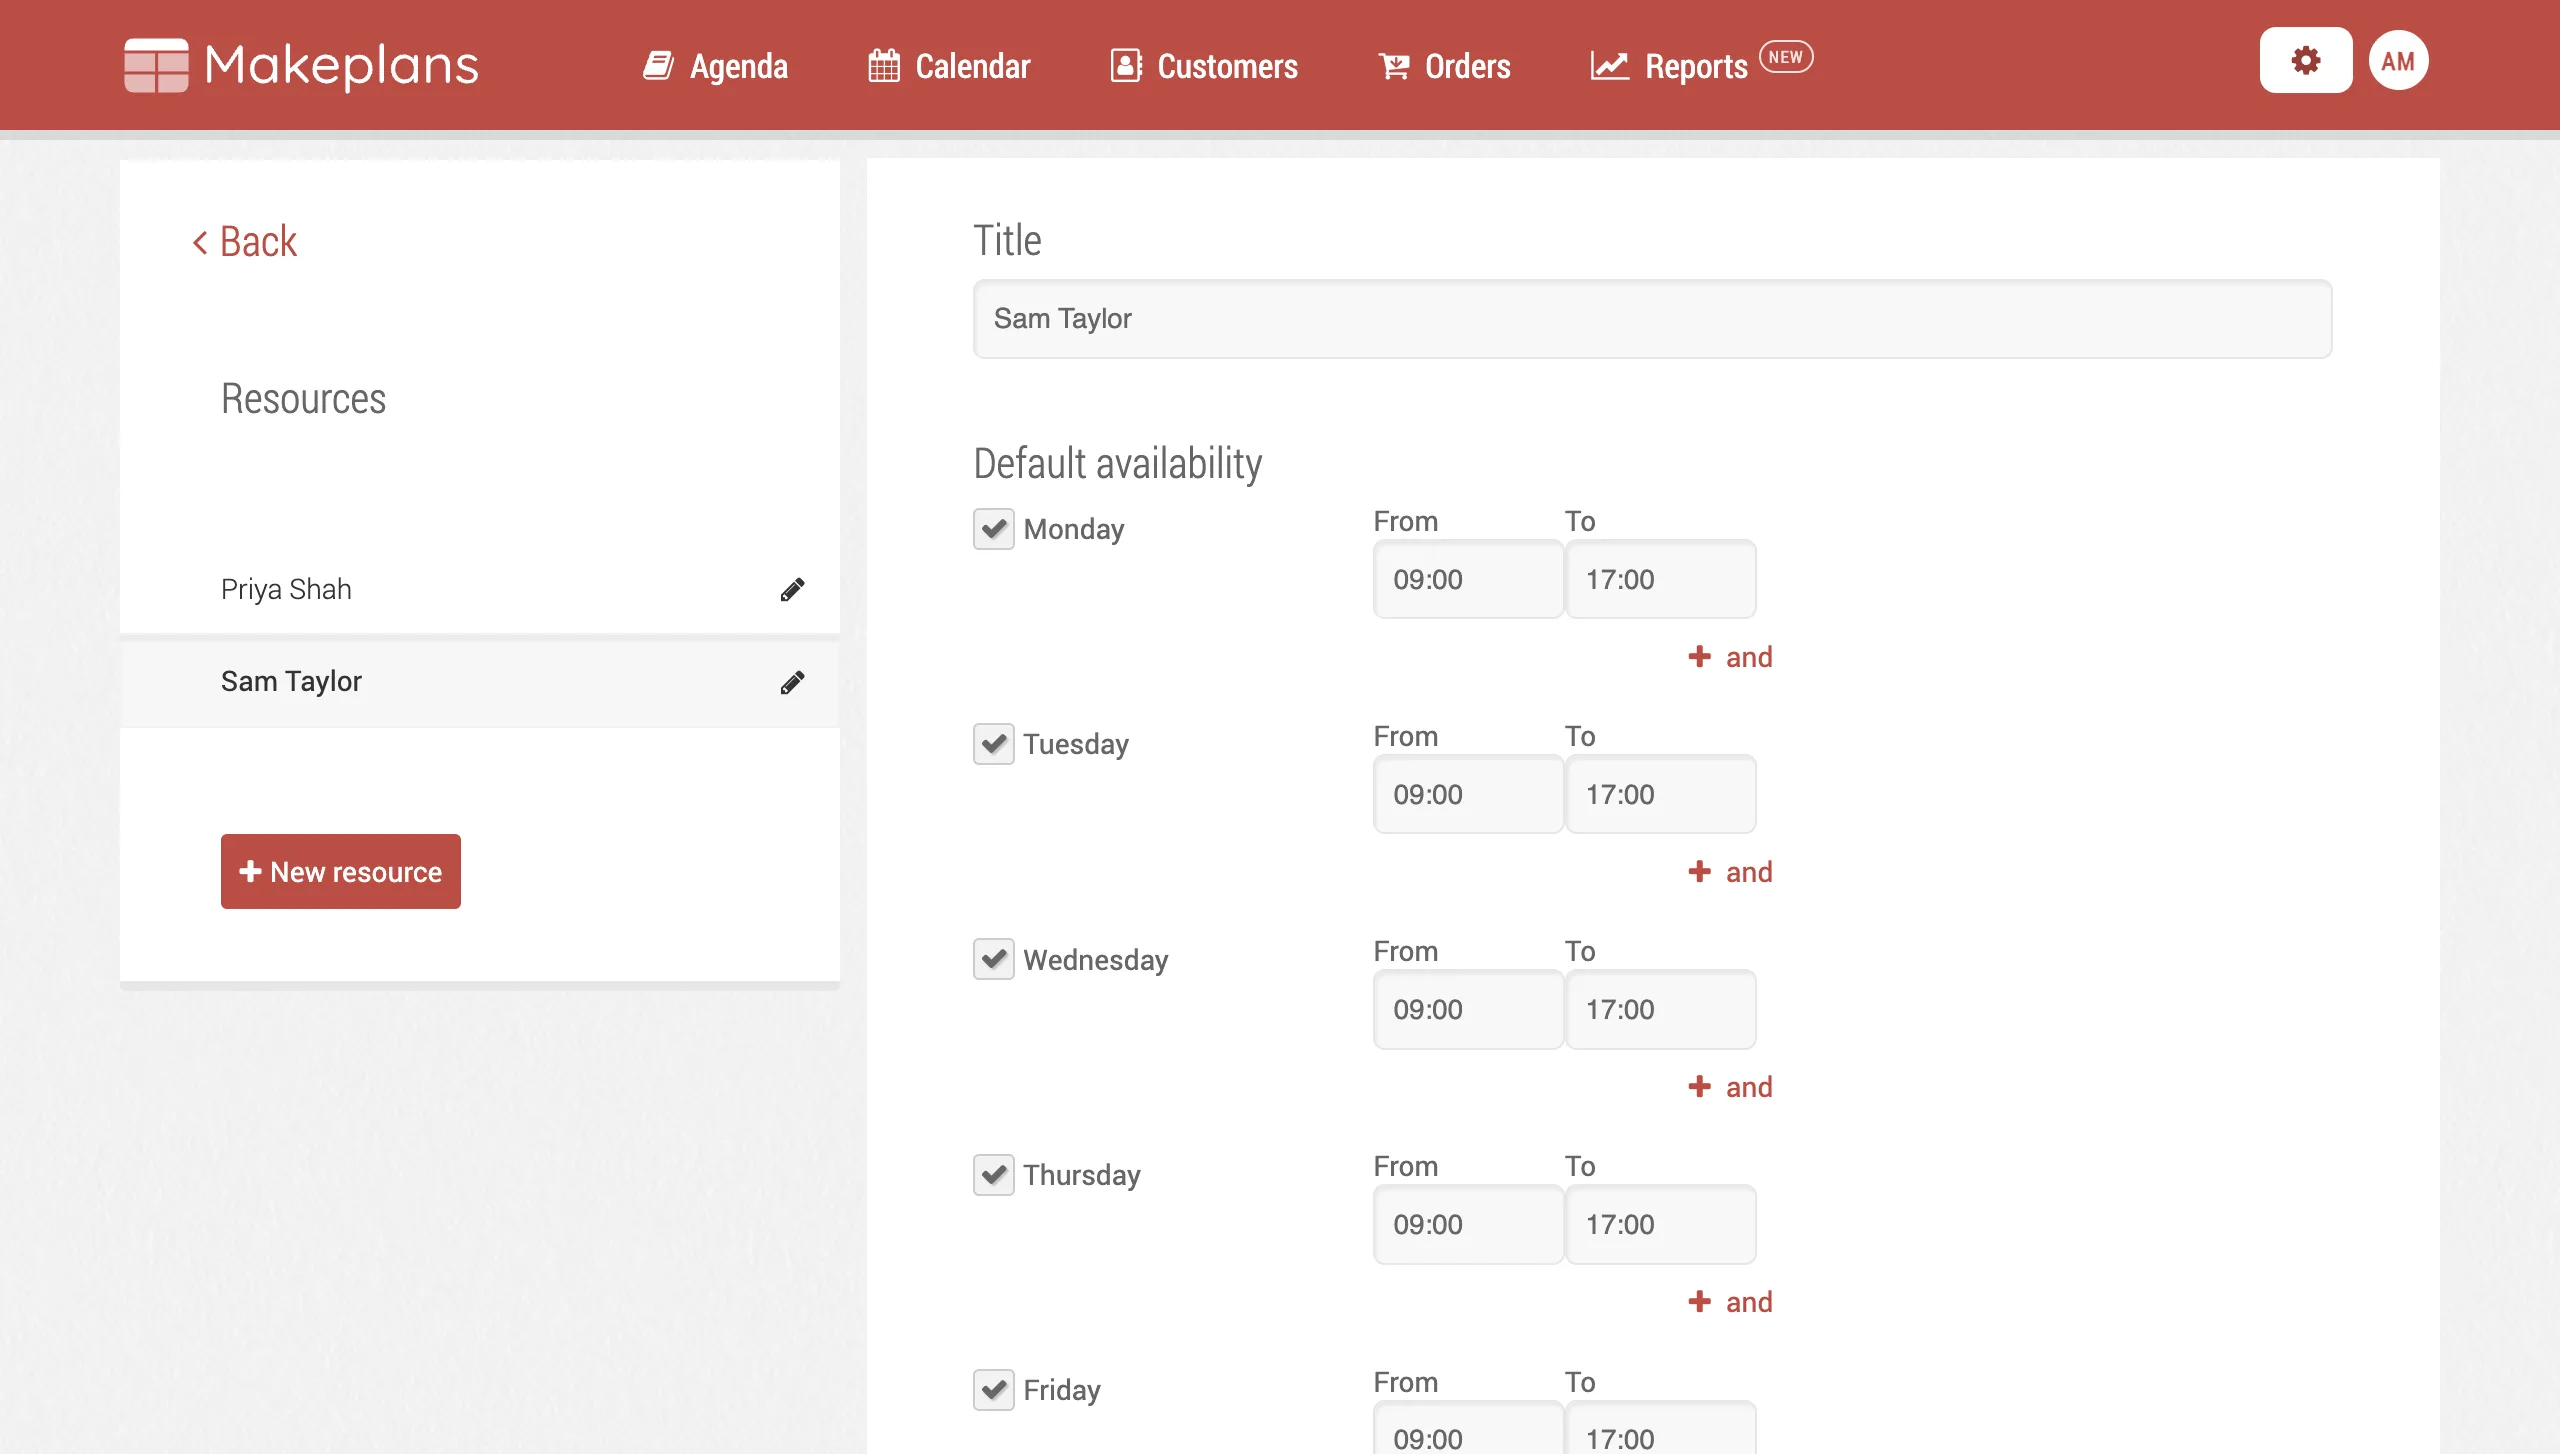 Makeplans
Agenda
Calendar
Customers
Orders
Reports NEW
AM
Back
Resources
Priya Shah
Sam Taylor
New resource
Title
Sam Taylor
Default availability
Monday
From To
09:00 17:00
and
Tuesday
From To
09:00 17:00
and
Wednesday
From To
09:00 17:00
and
Thursday
From To
09:00 17:00
and
Friday
From To
09:00 17:00